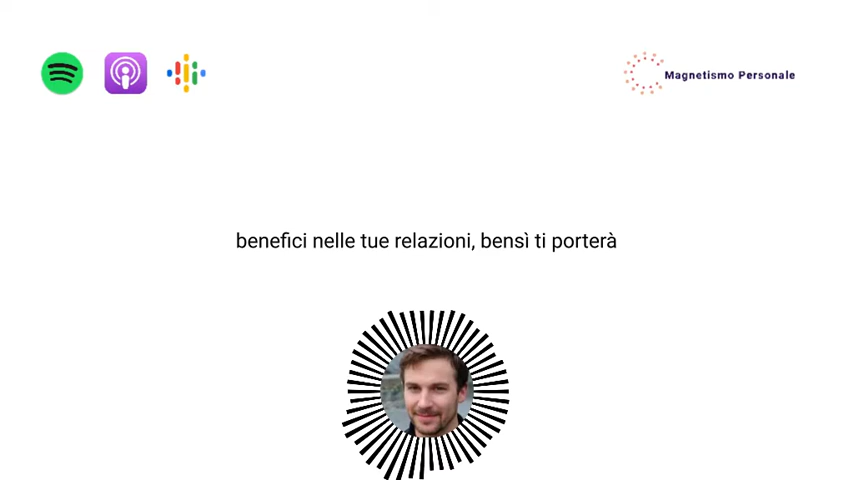 Magnetismo Personale
benefici nelle tue relazioni, bensì ti porterà